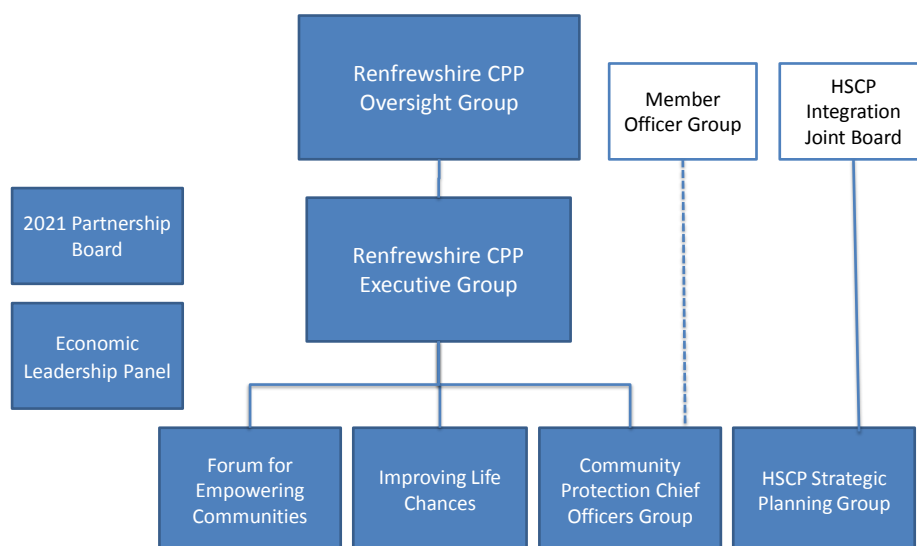 Renfrewshire CPP
Oversight Group
Member
Officer Group
HSCP
Integration
Joint Board
2021 Partnership
Board
Renfrewshire CPP
Executive Group
Economic
Leadership Panel
Forum for
Empowering
Communities
Improving Life
Chances
Community
Protection Chief
Officers Group
HSCP Strategic
Planning Group